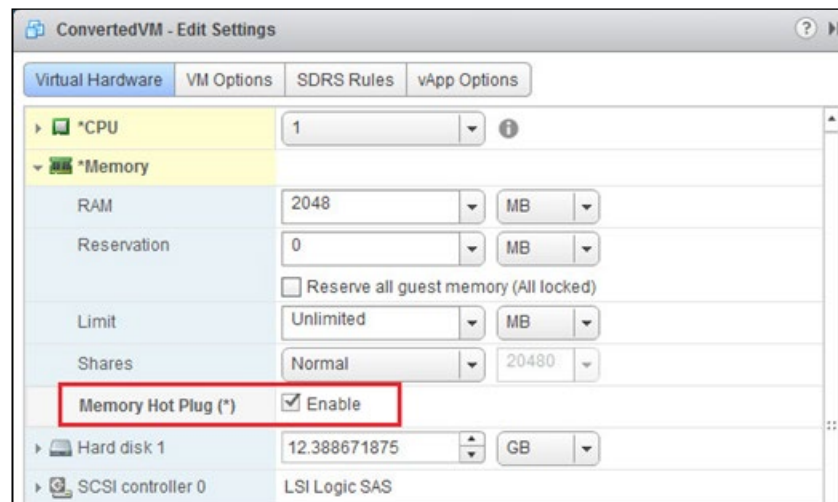 ConvertedVM - Edit Settings ?
Virtual Hardware VM Options SDRS Rules vApp Options
*CPU 1
*Memory
RAM 2048 MB
Reservation 0 MB
Reserve all guest memory (All locked)
Limit Unlimited MB
Shares Normal 20480
Memory Hot Plug (*) Enable
Hard disk 1 12.388671875 GB
SCSI controller 0 LSI Logic SAS